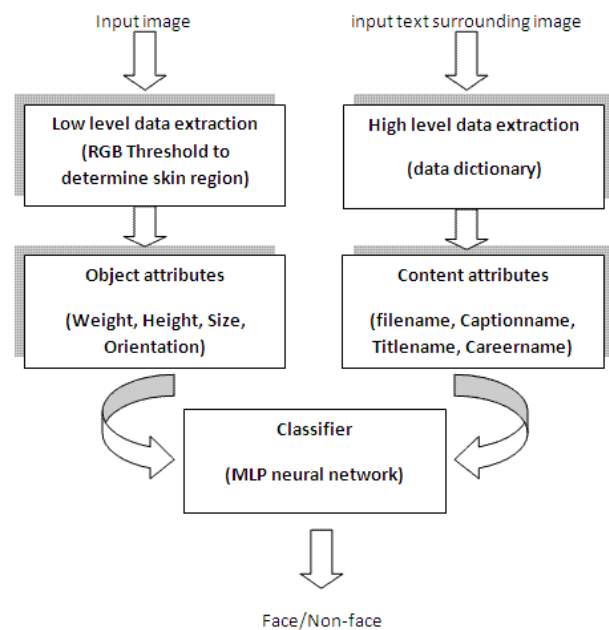 Input image
input text surrounding image
Low level data extraction
(RGB Threshold to
determine skin region)
High level data extraction
(data dictionary)
Object attributes
(Weight, Height, Size,
Orientation)
Content attributes
(filename, Captionname,
Titlename, Careername)
Classifier
(MLP neural network)
Face/Non-face